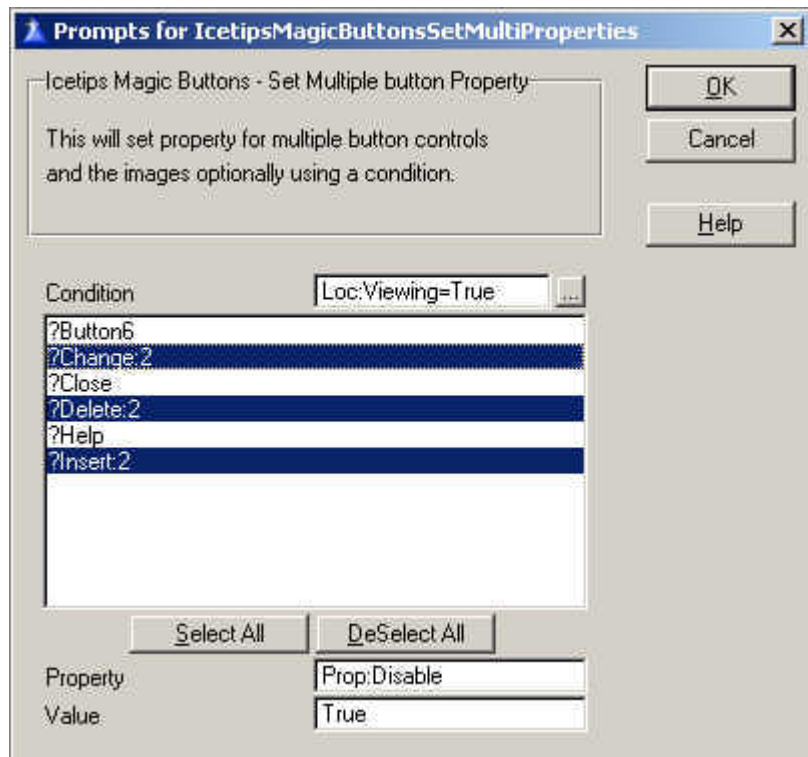 Prompts for IcetipsMagicButtonsSetMultiProperties
Icetips Magic Buttons - Set Multiple button Property
OK
This will set property for multiple button controls
and the images optionally using a condition.
Cancel
Help
Condition
Loc:Viewing=True
...
?Button6
?Change:2
?Close
?Delete:2
?Help
?Insert:2
Select All
DeSelect All
Property
Prop:Disable
Value
True